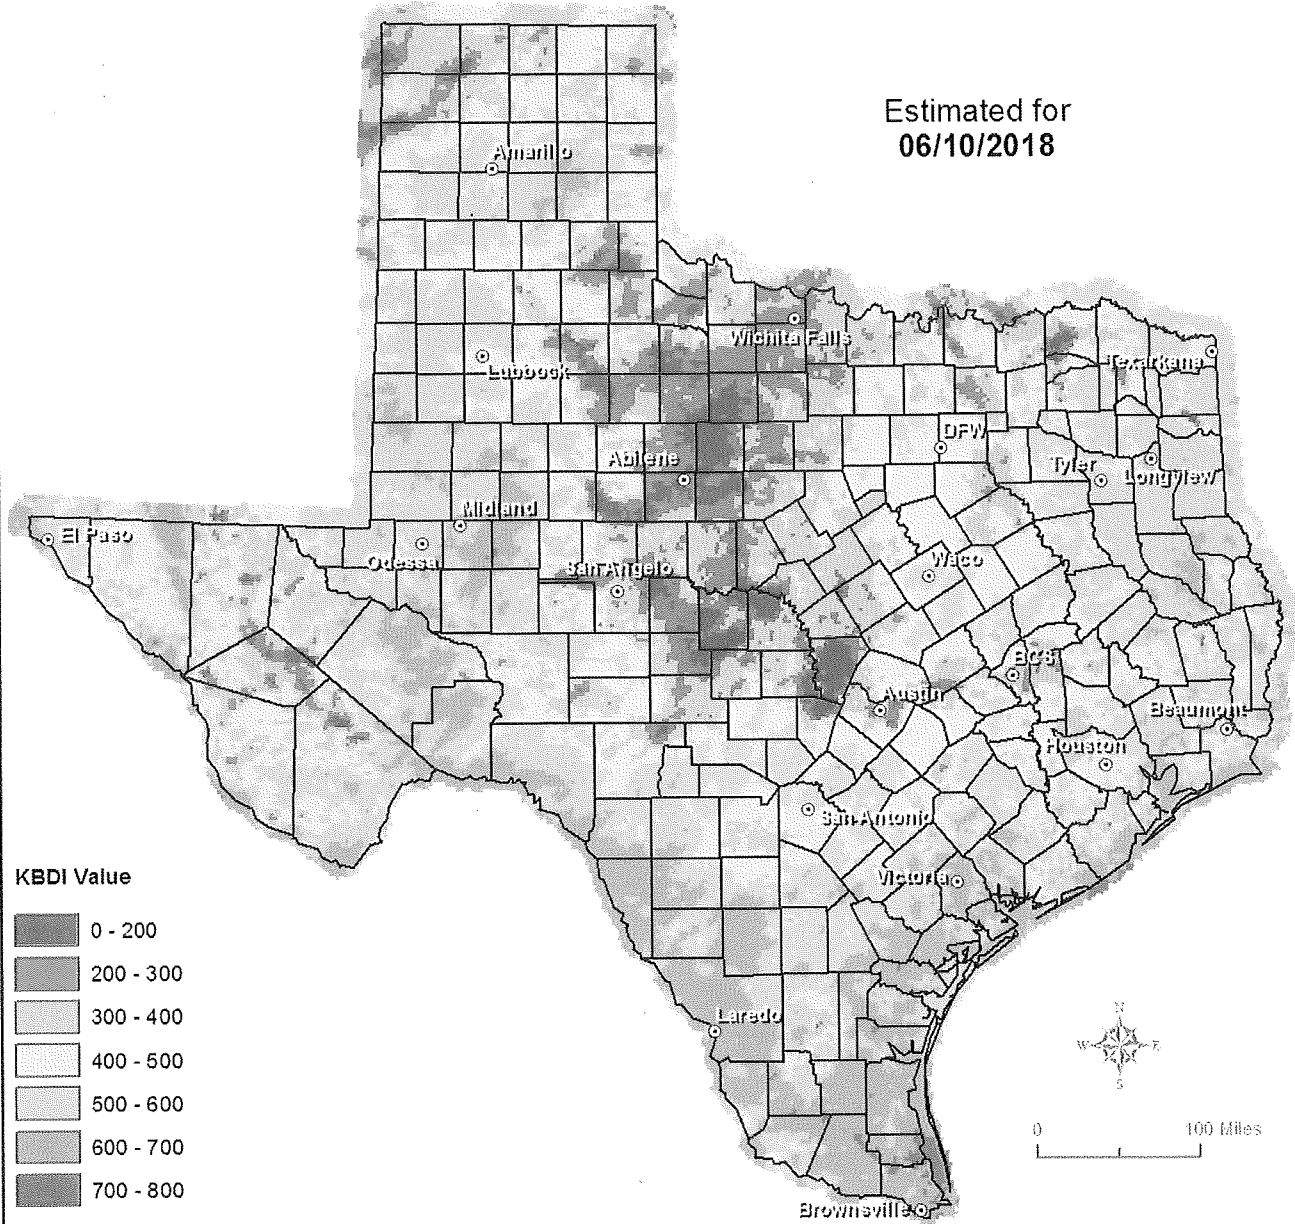 Estimated for
06/10/2018
Amarillo
Wichita Falls
Lubbock
Texarkana
DFW
Abilene
Tyler
Longview
Midland
El Paso
Odessa
San Angelo
Waco
BCS
Austin
Beaumont
Houston
San Antonio
Victoria
Laredo
Brownsville
KBDI Value
0 - 200
200 - 300
300 - 400
400 - 500
500 - 600
600 - 700
700 - 800
N
W E
S
0 100 Miles